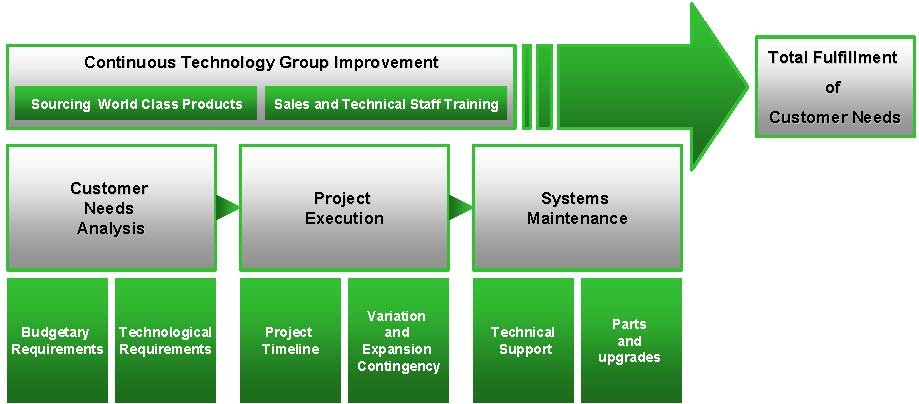 Continuous Technology Group Improvement
Sourcing World Class Products
Sales and Technical Staff Training
Total Fulfillment
of
Customer Needs
Customer
Needs
Analysis
Project
Execution
Systems
Maintenance
Budgetary
Requirements
Technological
Requirements
Project
Timeline
Variation
and
Expansion
Contingency
Technical
Support
Parts
and
upgrades